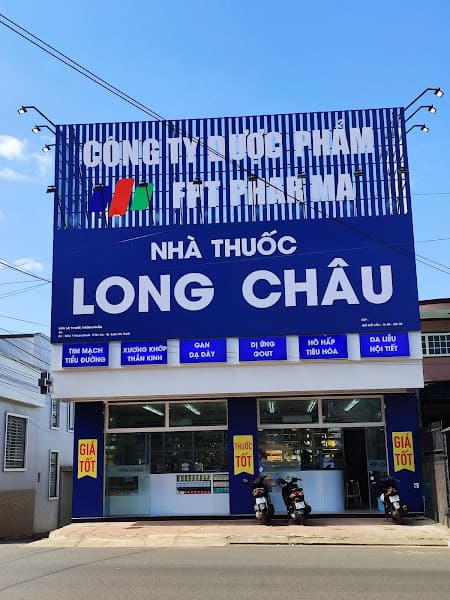 CÔNG TY DƯỢC PHẨM
FPT PHARMA
NHÀ THUỐC
LONG CHÂU
TIM MẠCH
TIỂU ĐƯỜNG
XƯƠNG KHỚP
THẦN KINH
GAN
DẠ DÀY
DỊ ỨNG
GOUT
HÔ HẤP
TIÊU HÓA
DA LIỄU
NỘI TIẾT
GIÁ
TỐT
THUỐC
TỐT
GIÁ
TỐT